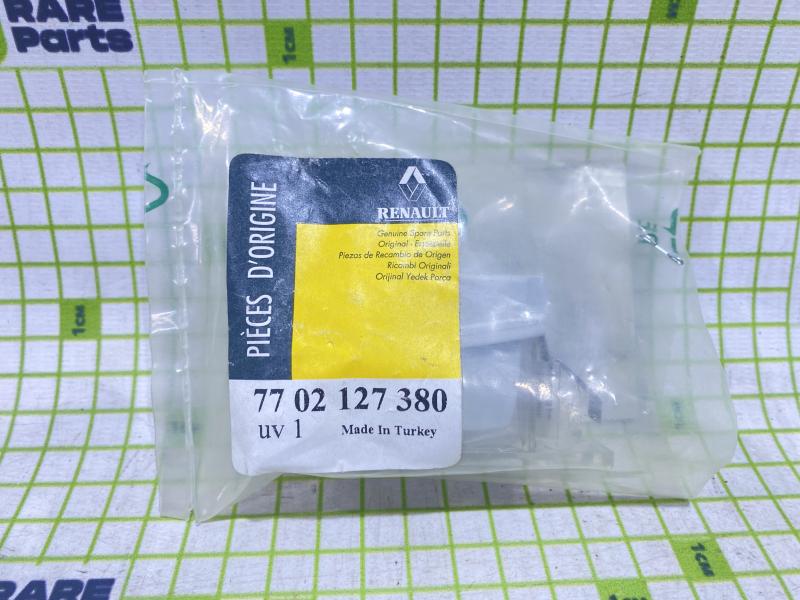 RARE
Parts
1CM
RENAULT
PIÈCES D'ORIGINE
Genuine Spare Parts
Original - Ersatzteile
Piezas de Recambio de Origen
Ricambi Originali
Orijinal Yedek Parça
1CM
77 02 127 380
uv 1 Made In Turkey
1CM
RARE